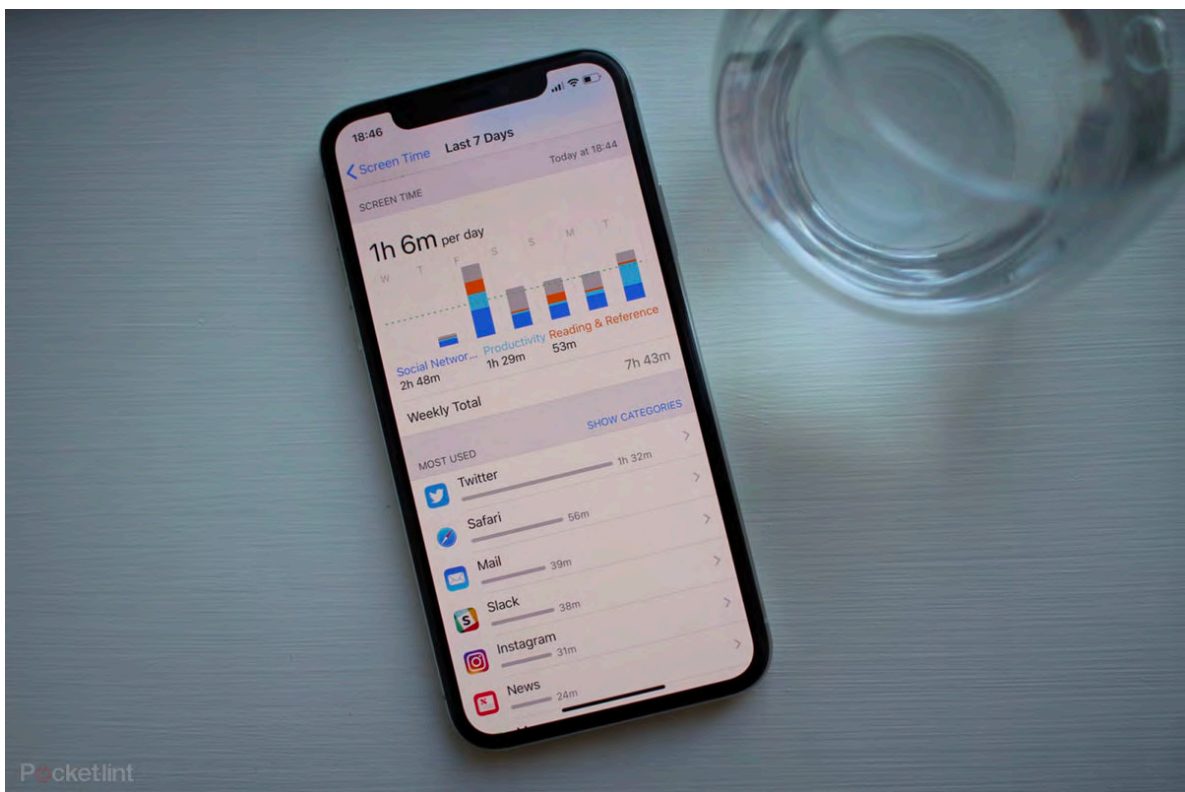 18:46
Screen Time
Last 7 Days
SCREEN TIME
Today at 18:44
1h 6m per day
W T F S S M T
Social Networ... Productivity Reading & Reference
2h 48m 1h 29m 53m
Weekly Total 7h 43m
MOST USED SHOW CATEGORIES
Twitter
1h 32m
Safari
56m
Mail
39m
Slack
38m
Instagram
31m
News
24m
Pocketlint